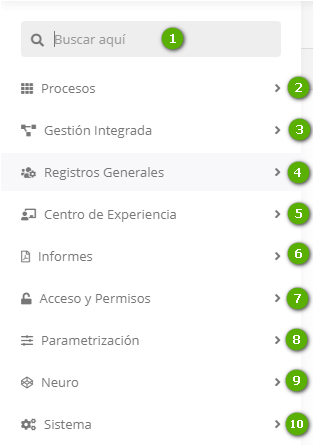 Buscar aquí 1
Procesos 2
Gestión Integrada 3
Registros Generales 4
Centro de Experiencia 5
Informes 6
Acceso y Permisos 7
Parametrización 8
Neuro 9
Sistema 10